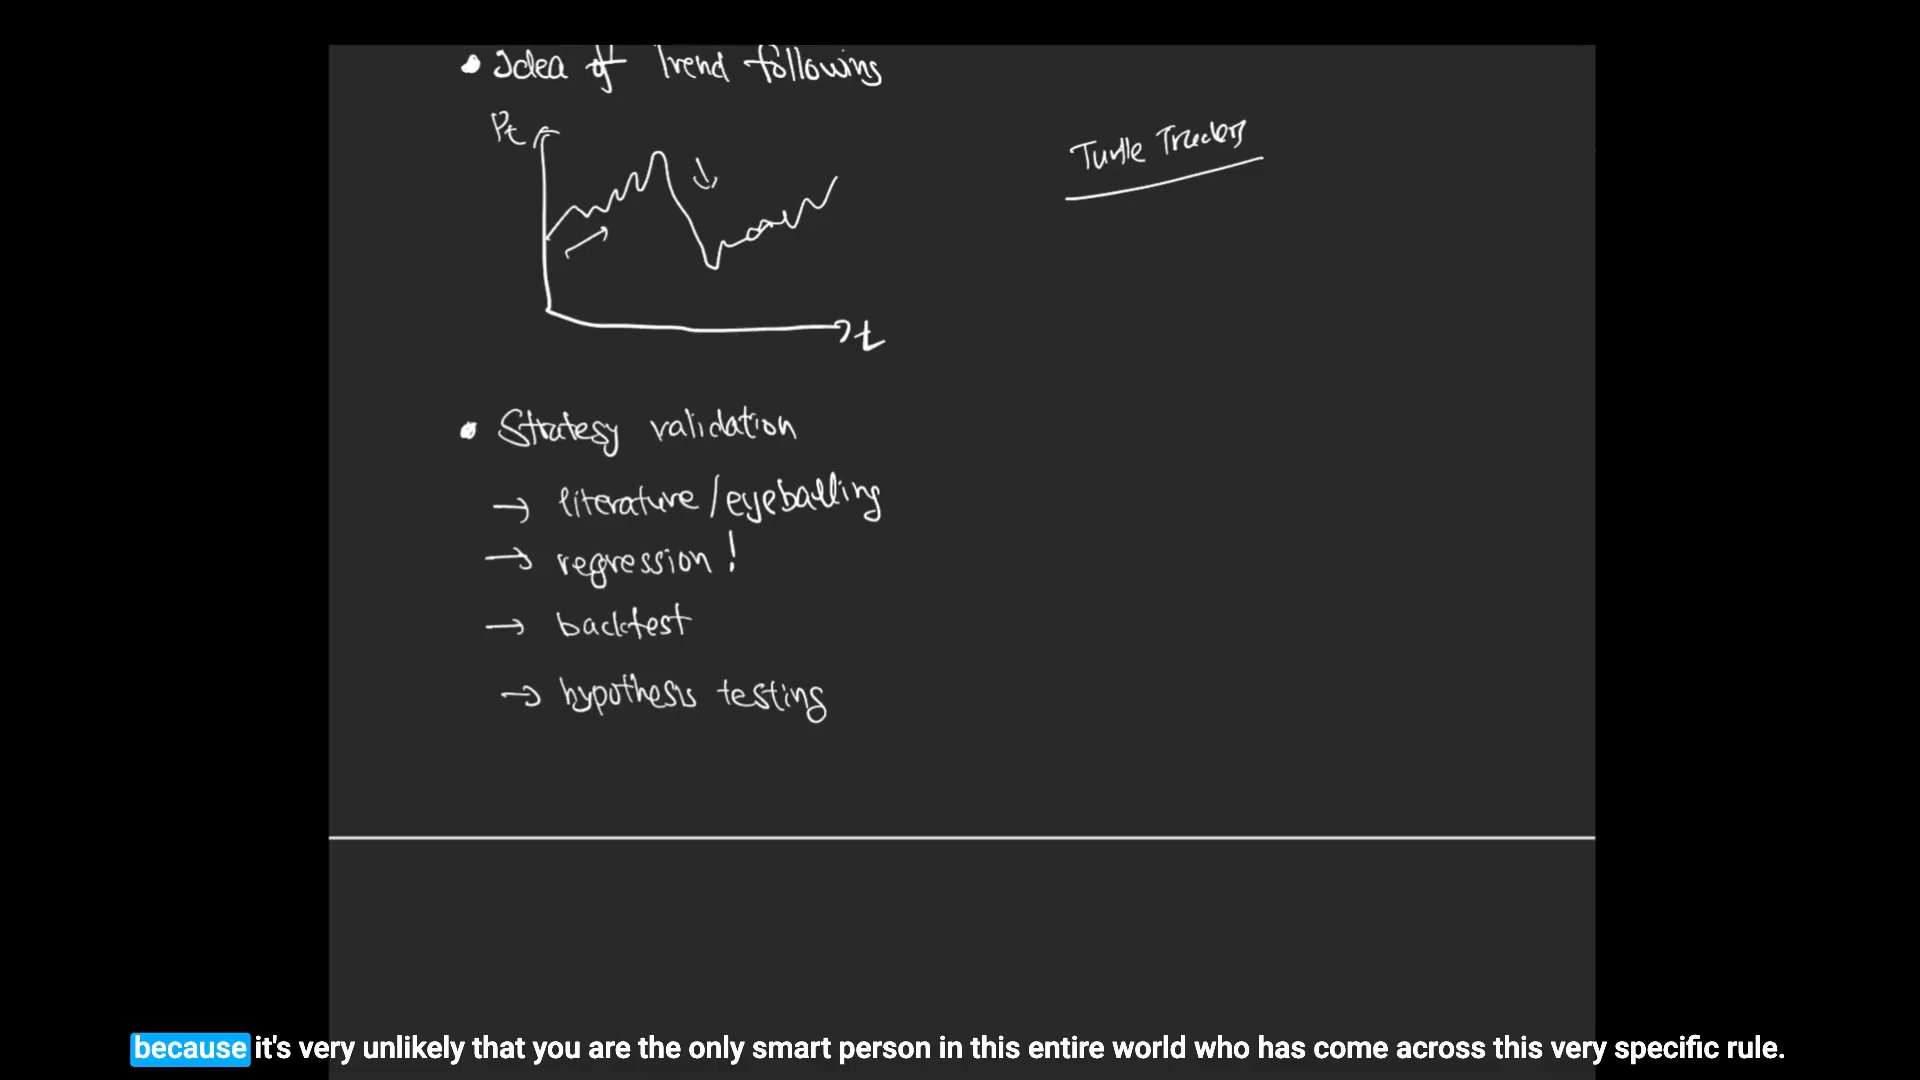 • Idea of Trend following
Pt
Turtle Traders
t
• Strategy validation
→ literature/eyeballing
→ regression!
→ backtest
→ hypothesis testing
because it's very unlikely that you are the only smart person in this entire world who has come across this very specific rule.